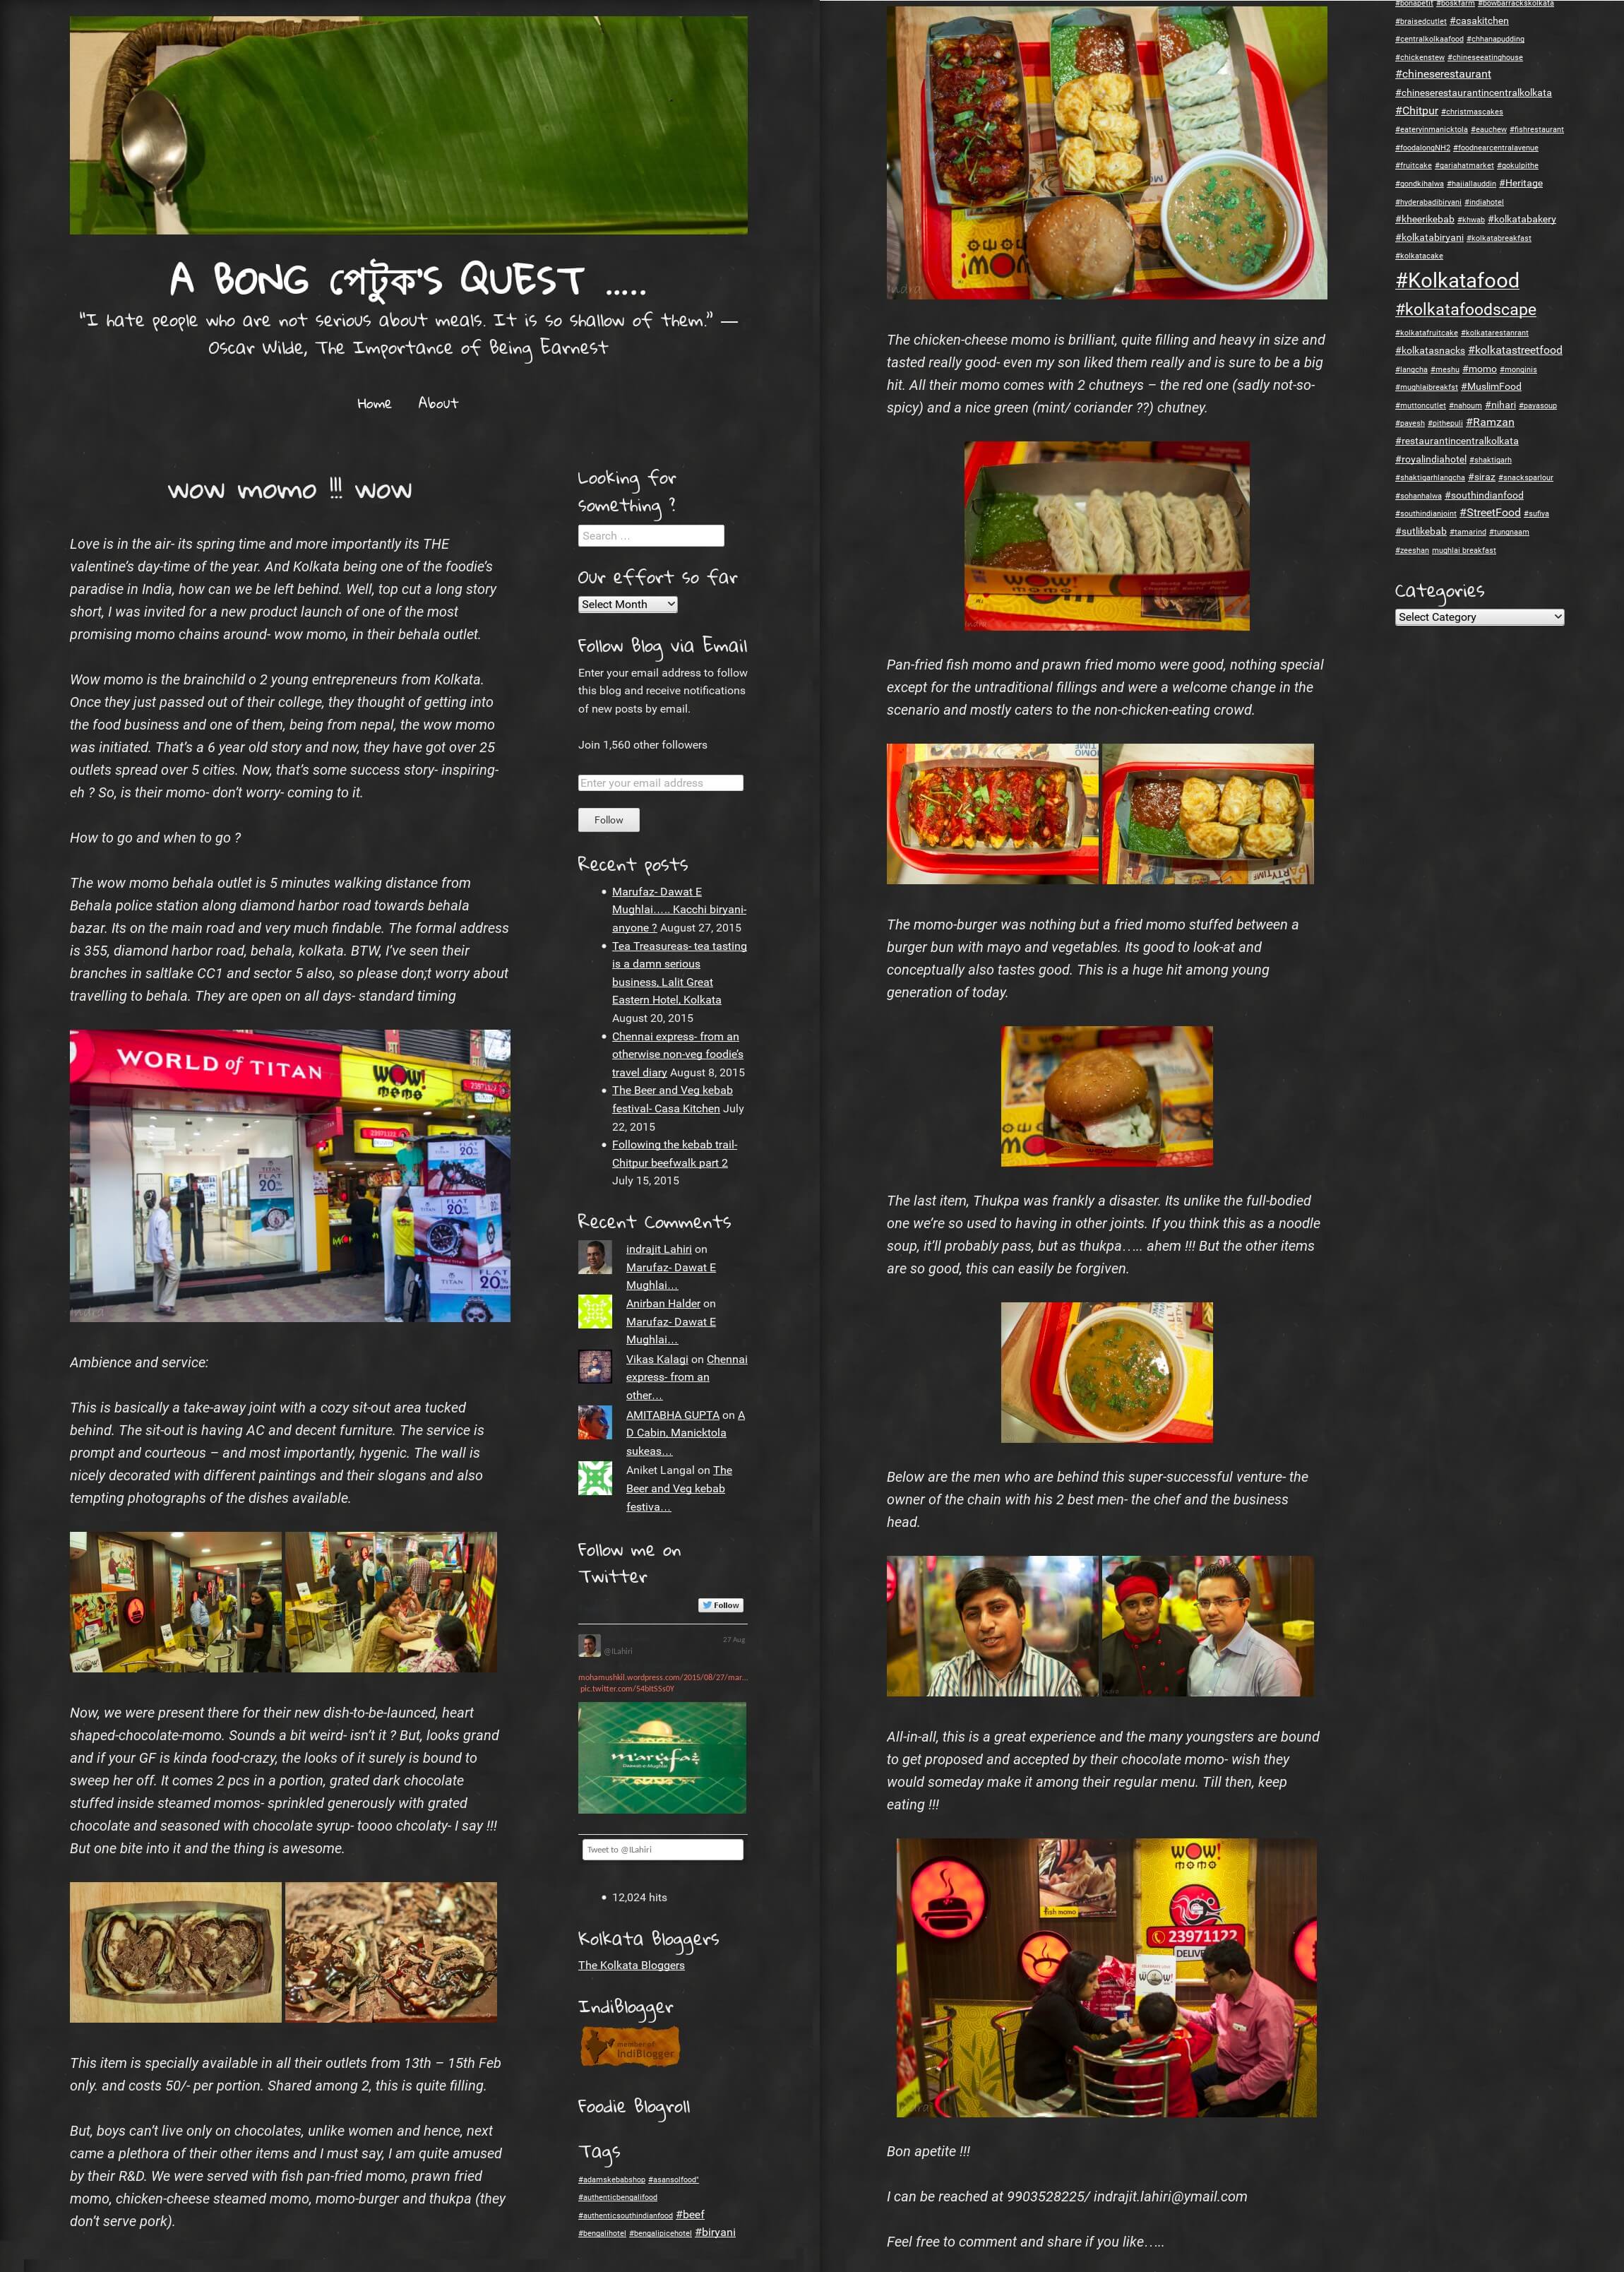 A BONG পেটুক'S QUEST .....
"I hate people who are not serious about meals. It is so shallow of them." —
Oscar Wilde, The Importance of Being Earnest
Home About
wow momo !!! wow
Love is in the air- its spring time and more importantly its THE
valentine's day-time of the year. And Kolkata being one of the foodie's
paradise in India, how can we be left behind. Well, top cut a long story
short, I was invited for a new product launch of one of the most
promising momo chains around- wow momo, in their behala outlet.
Wow momo is the brainchild o 2 young entrepreneurs from Kolkata.
Once they just passed out of their college, they thought of getting into
the food business and one of them, being from nepal, the wow momo
was initiated. That's a 6 year old story and now, they have got over 25
outlets spread over 5 cities. Now, that's some success story- inspiring-
eh ? So, is their momo- don't worry- coming to it.
How to go and when to go ?
The wow momo behala outlet is 5 minutes walking distance from
Behala police station along diamond harbor road towards behala
bazar. Its on the main road and very much findable. The formal address
is 355, diamond harbor road, behala, kolkata. BTW, I've seen their
branches in saltlake CC1 and sector 5 also, so please don;t worry about
travelling to behala. They are open on all days- standard timing
WORLD of TITAN
WOW!
momo
23971122
TITAN
FLAT
20%
Ambience and service:
This is basically a take-away joint with a cozy sit-out area tucked
behind. The sit-out is having AC and decent furniture. The service is
prompt and courteous – and most importantly, hygenic. The wall is
nicely decorated with different paintings and their slogans and also
tempting photographs of the dishes available.
Now, we were present there for their new dish-to-be-launced, heart
shaped-chocolate-momo. Sounds a bit weird- isn't it ? But, looks grand
and if your GF is kinda food-crazy, the looks of it surely is bound to
sweep her off. It comes 2 pcs in a portion, grated dark chocolate
stuffed inside steamed momos- sprinkled generously with grated
chocolate and seasoned with chocolate syrup- toooo chcolaty- I say !!!
But one bite into it and the thing is awesome.
This item is specially available in all their outlets from 13th – 15th Feb
only. and costs 50/- per portion. Shared among 2, this is quite filling.
But, boys can't live only on chocolates, unlike women and hence, next
came a plethora of their other items and I must say, I am quite amused
by their R&D. We were served with fish pan-fried momo, prawn fried
momo, chicken-cheese steamed momo, momo-burger and thukpa (they
don't serve pork).
Looking for
something ?
Search …
Our effort so far
Select Month
Follow Blog via Email
Enter your email address to follow
this blog and receive notifications
of new posts by email.
Join 1,560 other followers
Enter your email address
Follow
Recent posts
Marufaz- Dawat E
Mughlai….. Kacchi biryani-
anyone ? August 27, 2015
Tea Treasureas- tea tasting
is a damn serious
business, Lalit Great
Eastern Hotel, Kolkata
August 20, 2015
Chennai express- from an
otherwise non-veg foodie's
travel diary August 8, 2015
The Beer and Veg kebab
festival- Casa Kitchen July
22, 2015
Following the kebab trail-
Chitpur beefwalk part 2
July 15, 2015
Recent Comments
indrajit Lahiri on
Marufaz- Dawat E
Mughlai…
Anirban Halder on
Marufaz- Dawat E
Mughlai…
Vikas Kalagi on Chennai
express- from an
other…
AMITABHA GUPTA on A
D Cabin, Manicktola
sukeas…
Aniket Langal on The
Beer and Veg kebab
festiva…
Follow me on
Twitter
Follow
27 Aug
@ILahiri
mohamushkil.wordpress.com/2015/08/27/mar…
marufaz
Tweet to @ILahiri
12,024 hits
Kolkata Bloggers
The Kolkata Bloggers
IndiBlogger
member of
IndiBlogger
Foodie Blogroll
Tags
#adamskebabshop #asansolfood"
#authenticbengalifood
#authenticsouthindianfood #beef
#bengalihotel #bengalipicehotel #biryani
The chicken-cheese momo is brilliant, quite filling and heavy in size and
tasted really good- even my son liked them really and is sure to be a big
hit. All their momo comes with 2 chutneys – the red one (sadly not-so-
spicy) and a nice green (mint/ coriander ??) chutney.
Pan-fried fish momo and prawn fried momo were good, nothing special
except for the untraditional fillings and were a welcome change in the
scenario and mostly caters to the non-chicken-eating crowd.
The momo-burger was nothing but a fried momo stuffed between a
burger bun with mayo and vegetables. Its good to look-at and
conceptually also tastes good. This is a huge hit among young
generation of today.
The last item, Thukpa was frankly a disaster. Its unlike the full-bodied
one we're so used to having in other joints. If you think this as a noodle
soup, it'll probably pass, but as thukpa….. ahem !!! But the other items
are so good, this can easily be forgiven.
Below are the men who are behind this super-successful venture- the
owner of the chain with his 2 best men- the chef and the business
head.
All-in-all, this is a great experience and the many youngsters are bound
to get proposed and accepted by their chocolate momo- wish they
would someday make it among their regular menu. Till then, keep
eating !!!
fish momo
WOW!
MOMO
23971122
Bon apetite !!!
I can be reached at 9903528225/ indrajit.lahiri@ymail.com
Feel free to comment and share if you like…..
#bonapetit #boskfarm #bowbarrackskolkata
#braisedcutlet #casakitchen
#centralkolkaafood #chhanapudding
#chickenstew #chineseeatinghouse
#chineserestaurant
#chineserestaurantincentralkolkata
#Chitpur #christmascakes
#eateryinmanicktola #eauchew #fishrestaurant
#foodalongNH2 #foodnearcentralavenue
#fruitcake #gariahatmarket #gokulpithe
#gondkihalwa #hajiallauddin #Heritage
#hyderabadibiryani #indiahotel
#kheerikebab #khwab #kolkatabakery
#kolkatabiryani #kolkatabreakfast
#kolkatacake
#Kolkatafood
#kolkatafoodscape
#kolkatafruitcake #kolkatarestanrant
#kolkatasnacks #kolkatastreetfood
#langcha #meshu #momo #monginis
#mughlaibreakfst #MuslimFood
#muttoncutlet #nahoum #nihari #payasoup
#payesh #pithepuli #Ramzan
#restaurantincentralkolkata
#royalindiahotel #shaktigarh
#shaktigarhlangcha #siraz #snacksparlour
#sohanhalwa #southindianfood
#southindianjoint #StreetFood #sufiya
#sutlikebab #tamarind #tungnaam
#zeeshan mughlai breakfast
Categories
Select Category